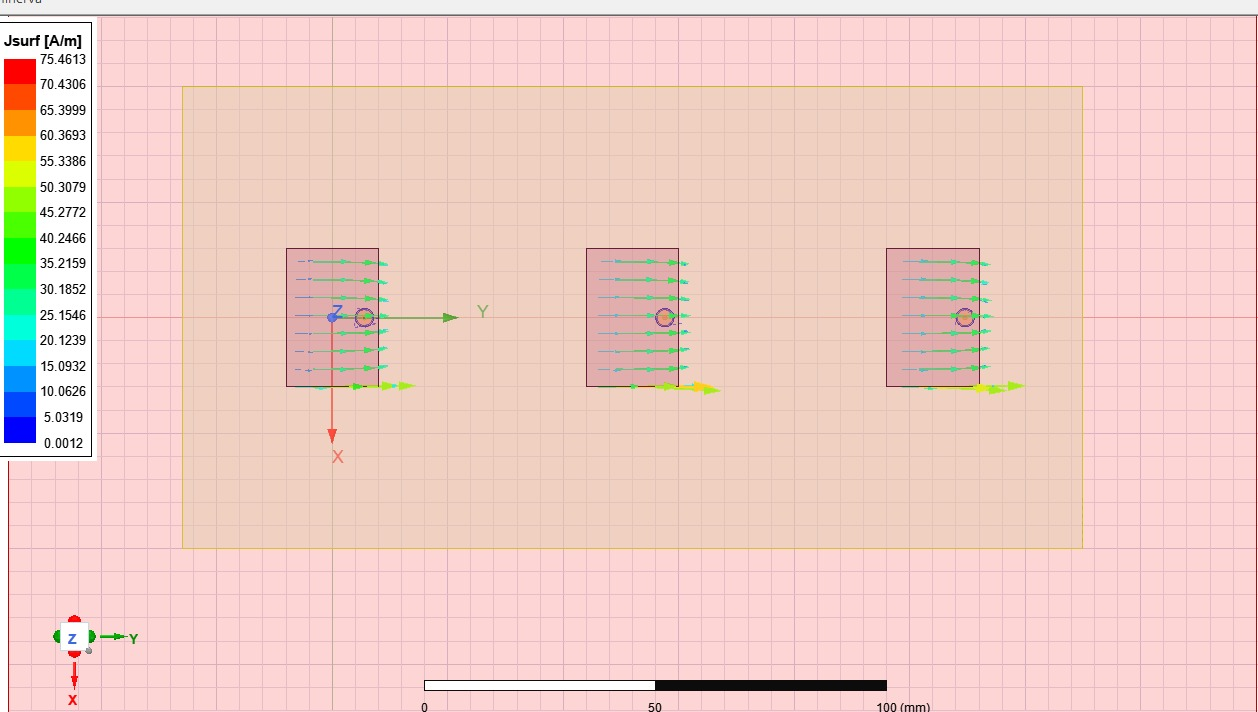 Jsurf [A/m]
75.4613
70.4306
65.3999
60.3693
55.3386
50.3079
45.2772
40.2466
35.2159
30.1852
25.1546
20.1239
15.0932
10.0626
5.0319
0.0012
Z
Y
X
Z
Y
X
0
50
100 (mm)